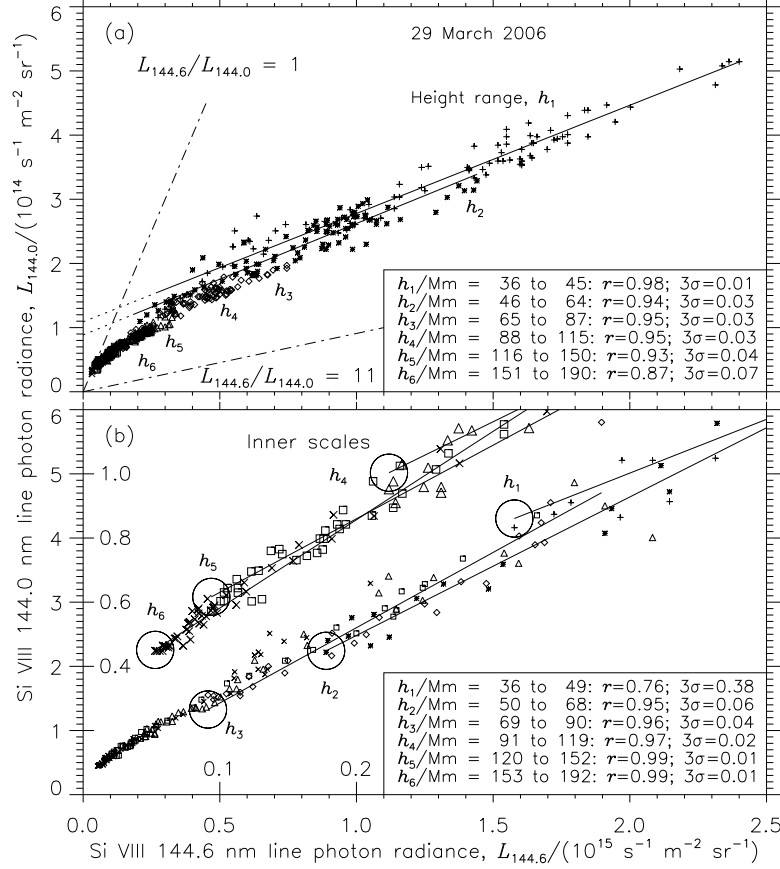 6
(a)
29 March 2006
L144.6/L144.0 = 1
5
Height range, h1
4
3
h2
2
h3
h4
1
h5
h6
0
L144.6/L144.0 = 11
h1/Mm = 36 to 45: r=0.98; 3σ=0.01
h2/Mm = 46 to 64: r=0.94; 3σ=0.03
h3/Mm = 65 to 87: r=0.95; 3σ=0.03
h4/Mm = 88 to 115: r=0.95; 3σ=0.03
h5/Mm = 116 to 150: r=0.93; 3σ=0.04
h6/Mm = 151 to 190: r=0.87; 3σ=0.07
Si VIII 144.0 nm line photon radiance, L144.0/(10^14 s^-1 m^-2 sr^-1)
6
(b)
Inner scales
5
1.0
h4
h1
4
0.8
h5
3
0.6
h6
2
0.4
h2
1
h3
0
0.1
0.2
h1/Mm = 36 to 49: r=0.76; 3σ=0.38
h2/Mm = 50 to 68: r=0.95; 3σ=0.06
h3/Mm = 69 to 90: r=0.96; 3σ=0.04
h4/Mm = 91 to 119: r=0.97; 3σ=0.02
h5/Mm = 120 to 152: r=0.99; 3σ=0.01
h6/Mm = 153 to 192: r=0.99; 3σ=0.01
0.0 0.5 1.0 1.5 2.0 2.5
Si VIII 144.6 nm line photon radiance, L144.6/(10^15 s^-1 m^-2 sr^-1)